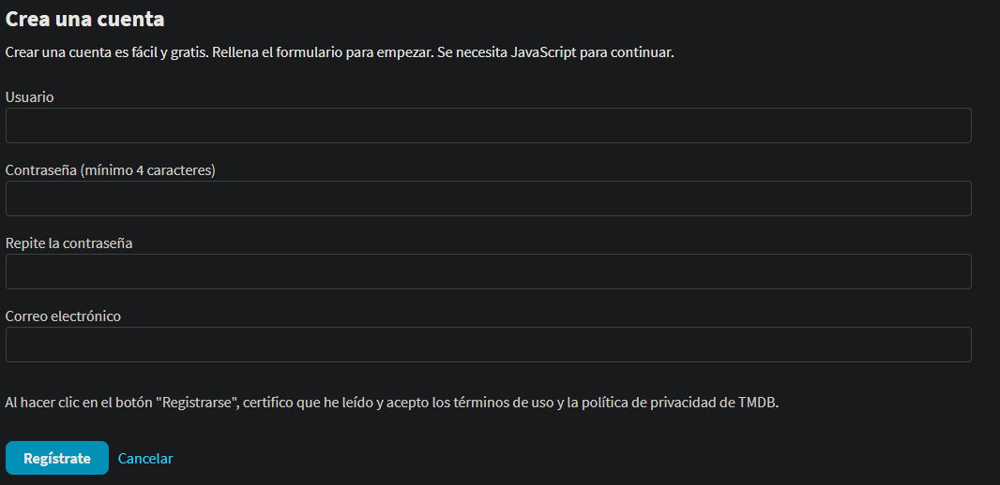 Crea una cuenta
Crear una cuenta es fácil y gratis. Rellena el formulario para empezar. Se necesita JavaScript para continuar.
Usuario
Contraseña (mínimo 4 caracteres)
Repite la contraseña
Correo electrónico
Al hacer clic en el botón "Registrarse", certifico que he leído y acepto los términos de uso y la política de privacidad de TMDB.
Regístrate Cancelar